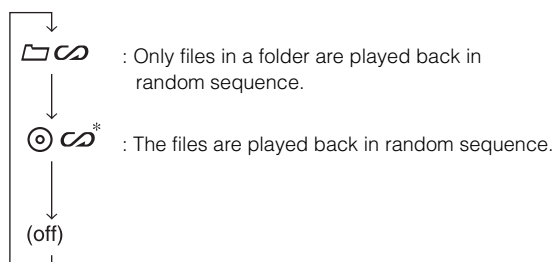 : Only files in a folder are played back in
random sequence.
* : The files are played back in random sequence.
(off)